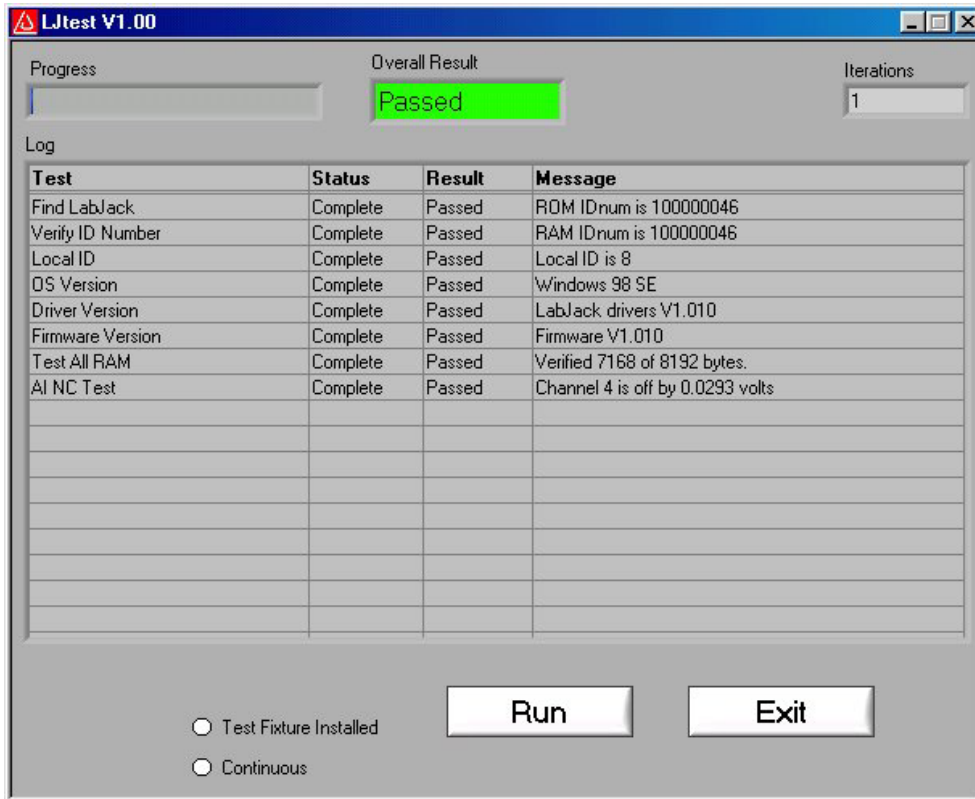 LJtest V1.00
Progress
Overall Result
Iterations
Passed
1
Log
Test Status Result Message
Find LabJack Complete Passed ROM IDnum is 100000046
Verify ID Number Complete Passed RAM IDnum is 100000046
Local ID Complete Passed Local ID is 8
OS Version Complete Passed Windows 98 SE
Driver Version Complete Passed LabJack drivers V1.010
Firmware Version Complete Passed Firmware V1.010
Test All RAM Complete Passed Verified 7168 of 8192 bytes.
AI NC Test Complete Passed Channel 4 is off by 0.0293 volts
Run
Exit
Test Fixture Installed
Continuous